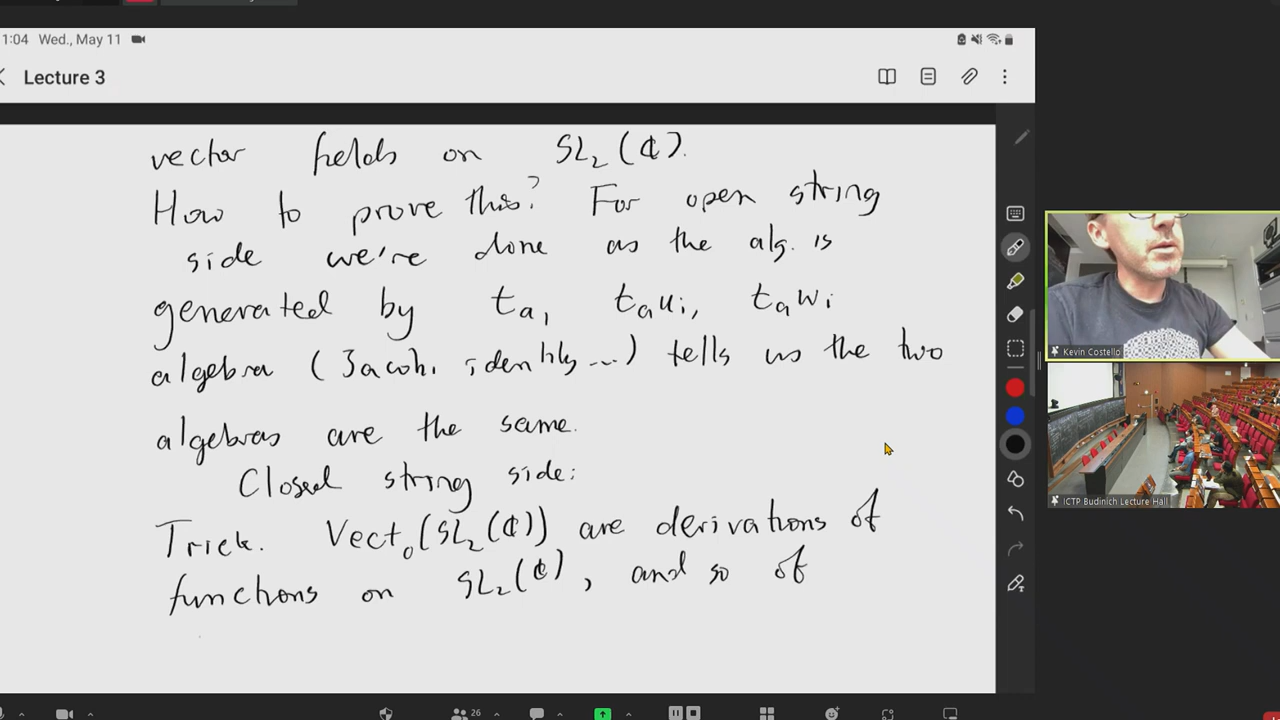 1:04 Wed., May 11
Lecture 3
vector fields on SL₂(ℂ).
How to prove this? For open string
side we're done as the alg. is
generated by tₐ, tₐuᵢ, tₐwᵢ
algebra (Jacobi identity ...) tells us the two
algebras are the same.
Closed string side:
Trick. Vect₀(SL₂(ℂ)) are derivations of
functions on SL₂(ℂ), and so of
Kevin Costello
ICTP Budinich Lecture Hall
26